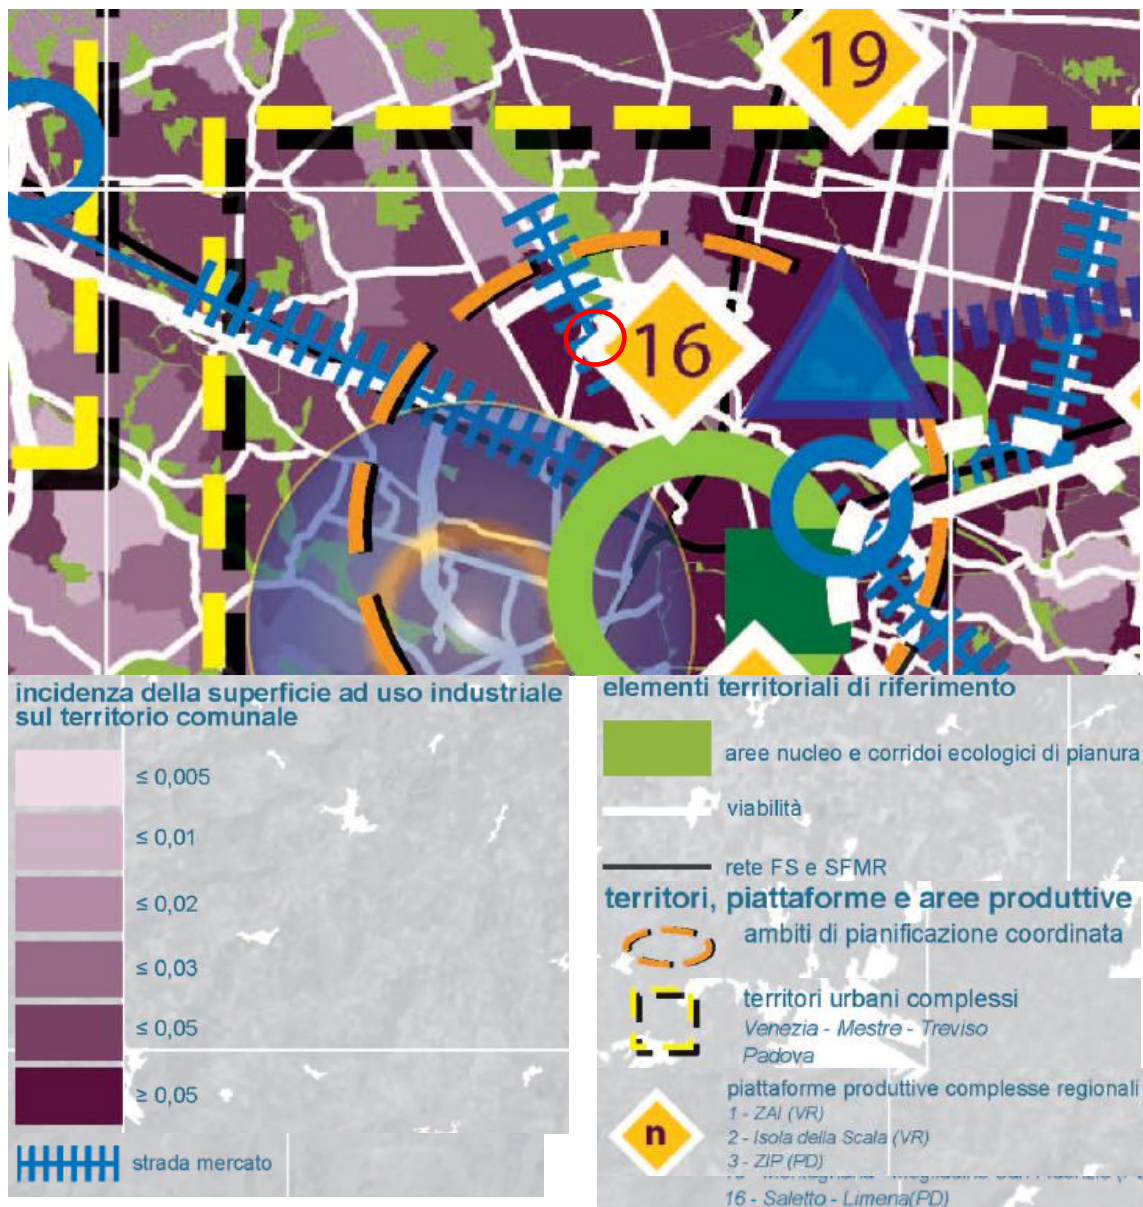 19
16
incidenza della superficie ad uso industriale
sul territorio comunale
≤ 0,005
≤ 0,01
≤ 0,02
≤ 0,03
≤ 0,05
≥ 0,05
strada mercato
elementi territoriali di riferimento
aree nucleo e corridoi ecologici di pianura
viabilità
rete FS e SFMR
territori, piattaforme e aree produttive
ambiti di pianificazione coordinata
territori urbani complessi
Venezia - Mestre - Treviso
Padova
piattaforme produttive complesse regionali
n
1 - ZAI (VR)
2 - Isola della Scala (VR)
3 - ZIP (PD)
16 - Saletto - Limena(PD)